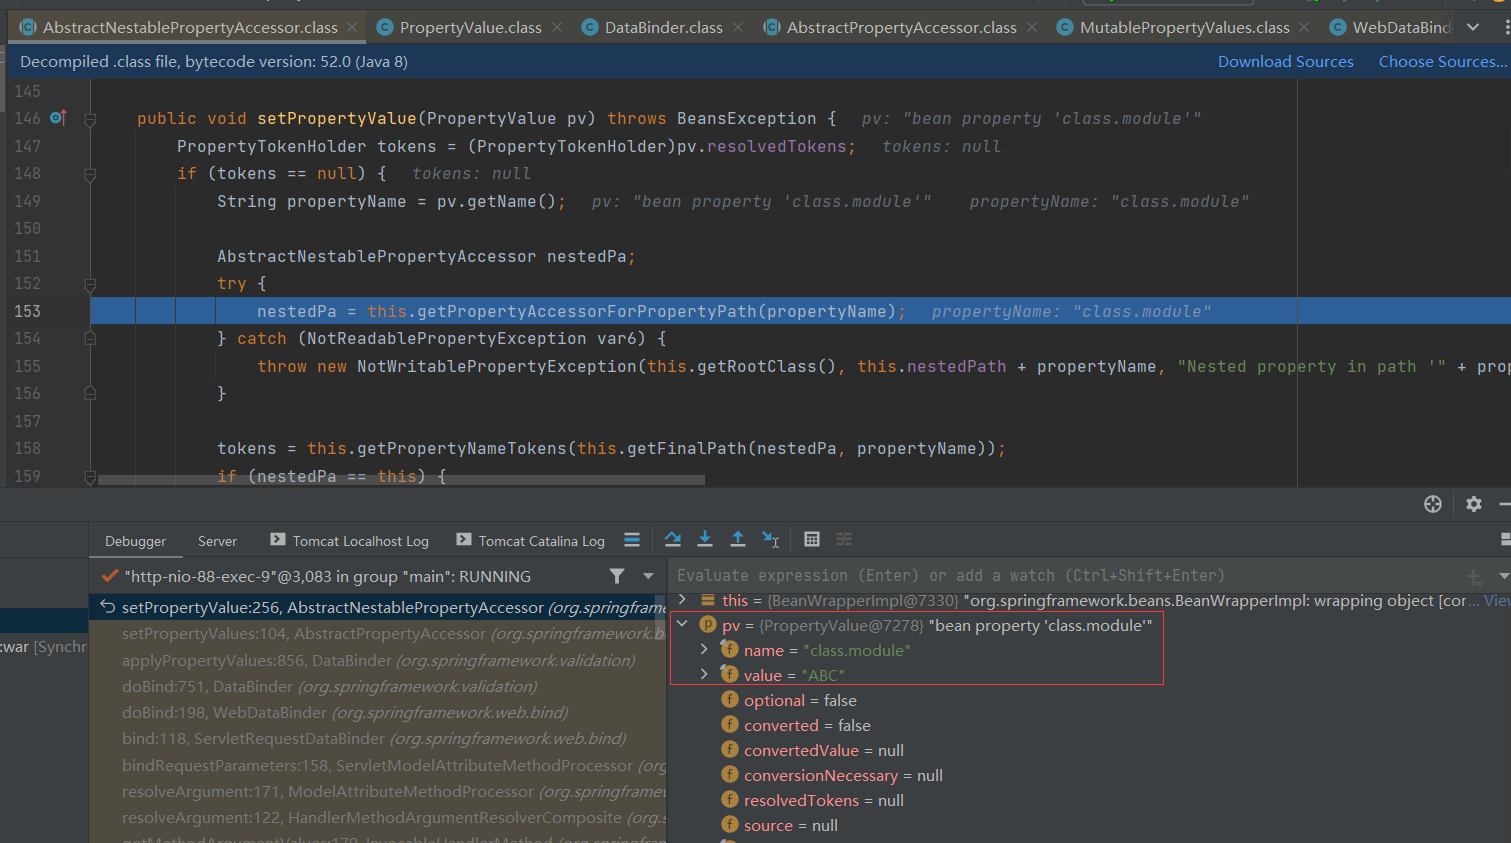 AbstractNestablePropertyAccessor.class
PropertyValue.class
DataBinder.class
AbstractPropertyAccessor.class
MutablePropertyValues.class
Decompiled .class file, bytecode version: 52.0 (Java 8)
Download Sources
Choose Sources...
145
146 public void setPropertyValue(PropertyValue pv) throws BeansException { pv: "bean property 'class.module'"
147 PropertyTokenHolder tokens = (PropertyTokenHolder)pv.resolvedTokens; tokens: null
148 if (tokens == null) { tokens: null
149 String propertyName = pv.getName(); pv: "bean property 'class.module'" propertyName: "class.module"
150
151 AbstractNestablePropertyAccessor nestedPa;
152 try {
153 nestedPa = this.getPropertyAccessorForPropertyPath(propertyName); propertyName: "class.module"
154 } catch (NotReadablePropertyException var6) {
155 throw new NotWritablePropertyException(this.getRootClass(), this.nestedPath + propertyName, "Nested property in path '" +
156 }
157
158 tokens = this.getPropertyNameTokens(this.getFinalPath(nestedPa, propertyName));
159 if (nestedPa == this) {
Debugger
Server
Tomcat Localhost Log
Tomcat Catalina Log
"http-nio-88-exec-9"@3,083 in group "main": RUNNING
setPropertyValue:256, AbstractNestablePropertyAccessor
setPropertyValues:104, AbstractPropertyAccessor
applyPropertyValues:856, DataBinder (org.springframework.validation)
doBind:751, DataBinder (org.springframework.validation)
doBind:198, WebDataBinder (org.springframework.web.bind)
bind:118, ServletRequestDataBinder (org.springframework.web.bind)
bindRequestParameters:158, ServletModelAttributeMethodProcessor
resolveArgument:171, ModelAttributeMethodProcessor
resolveArgument:122, HandlerMethodArgumentResolverComposite
:war
Evaluate expression (Enter) or add a watch (Ctrl+Shift+Enter)
this = {BeanWrapperImpl@7330} "org.springframework.beans.BeanWrapperImpl: wrapping object [cor... View
pv = {PropertyValue@7278} "bean property 'class.module'"
name = "class.module"
value = "ABC"
optional = false
converted = false
convertedValue = null
conversionNecessary = null
resolvedTokens = null
source = null